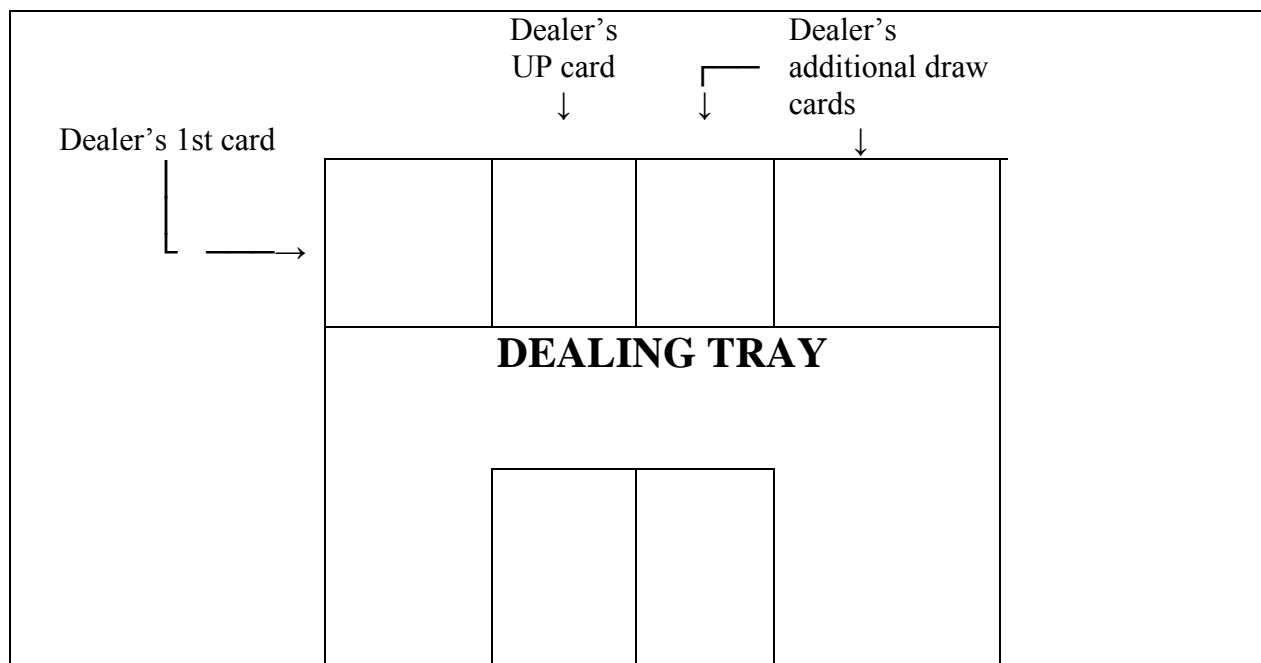 Dealer’s
UP card
↓
Dealer’s
additional draw
cards
↓
↓
Dealer’s 1st card
→
DEALING TRAY